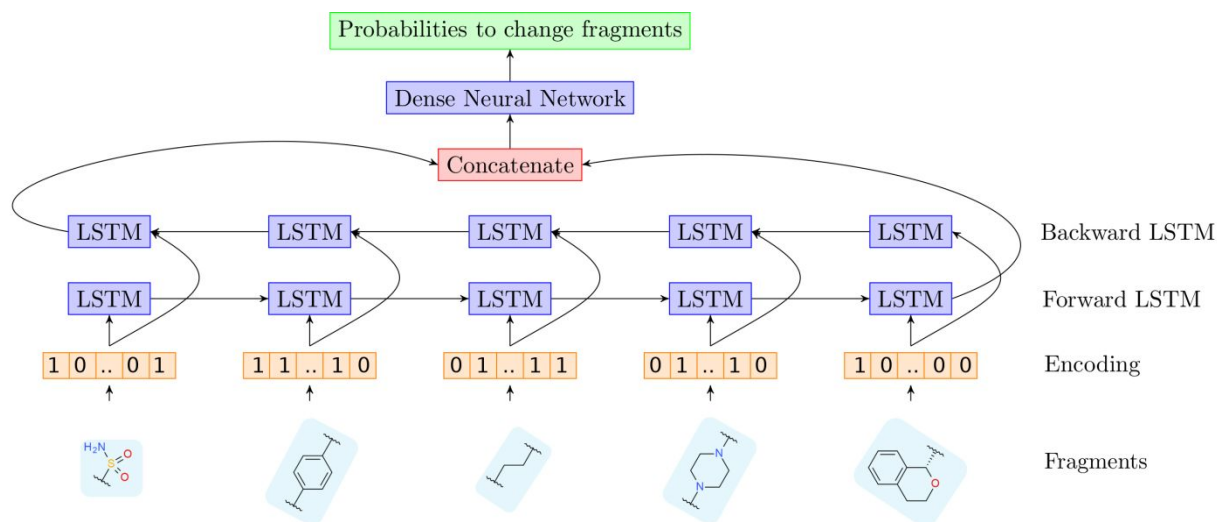 Probabilities to change fragments
Dense Neural Network
Concatenate
LSTM LSTM LSTM LSTM LSTM Backward LSTM
LSTM LSTM LSTM LSTM LSTM Forward LSTM
1 0 .. 0 1 1 1 .. 1 0 0 1 .. 1 1 0 1 .. 1 0 1 0 .. 0 0 Encoding
H₂N S O O N N O Fragments